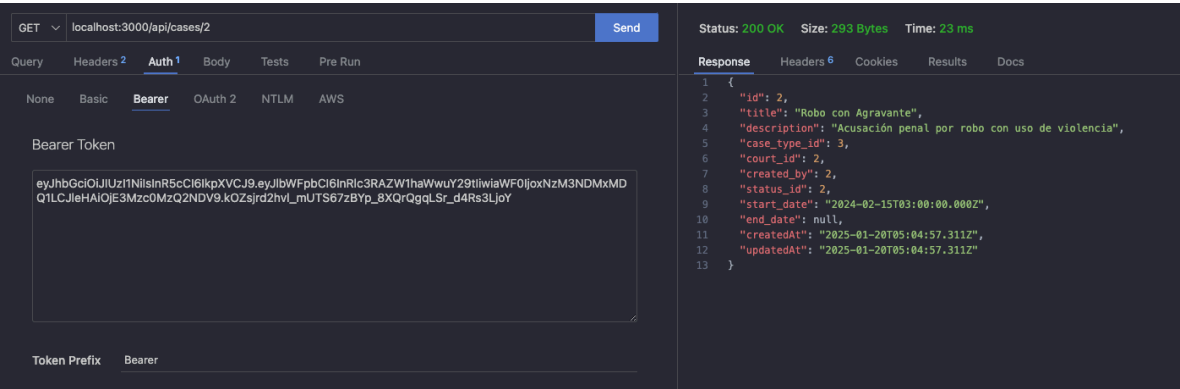 GET localhost:3000/api/cases/2 Send
Query Headers 2 Auth 1 Body Tests Pre Run
None Basic Bearer OAuth 2 NTLM AWS
Bearer Token
eyJhbGciOiJIUzI1NiIsInR5cCI6IkpXVCJ9.eyJlbWFpbCI6InRlc3RAZW1haWwuY29tIiwiaWF0IjoxNzM3NDMxMD
Q1LCJleHAiOjE3Mzc0MzQ2NDV9.kOZsjrd2hvl_mUTS67zBYp_8XQrQgqLSr_d4Rs3LjoY
Token Prefix Bearer
Status: 200 OK Size: 293 Bytes Time: 23 ms
Response Headers 6 Cookies Results Docs
1 {
2 "id": 2,
3 "title": "Robo con Agravante",
4 "description": "Acusación penal por robo con uso de violencia",
5 "case_type_id": 3,
6 "court_id": 2,
7 "created_by": 2,
8 "status_id": 2,
9 "start_date": "2024-02-15T03:00:00.000Z",
10 "end_date": null,
11 "createdAt": "2025-01-20T05:04:57.311Z",
12 "updatedAt": "2025-01-20T05:04:57.311Z"
13 }